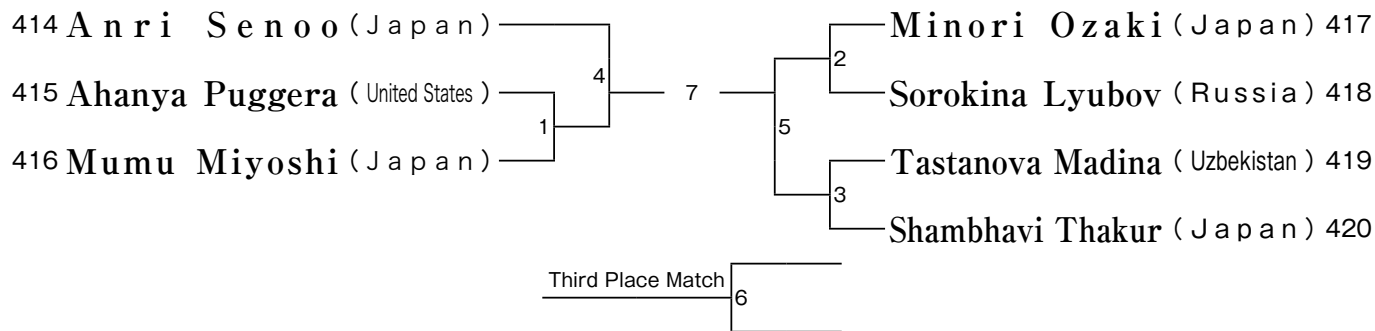 414 Anri Senoo (Japan)
415 Ahanya Puggera (United States)
416 Mumu Miyoshi (Japan)
4
1
7
2
5
3
Minori Ozaki (Japan) 417
Sorokina Lyubov (Russia) 418
Tastanova Madina (Uzbekistan) 419
Shambhavi Thakur (Japan) 420
Third Place Match
6